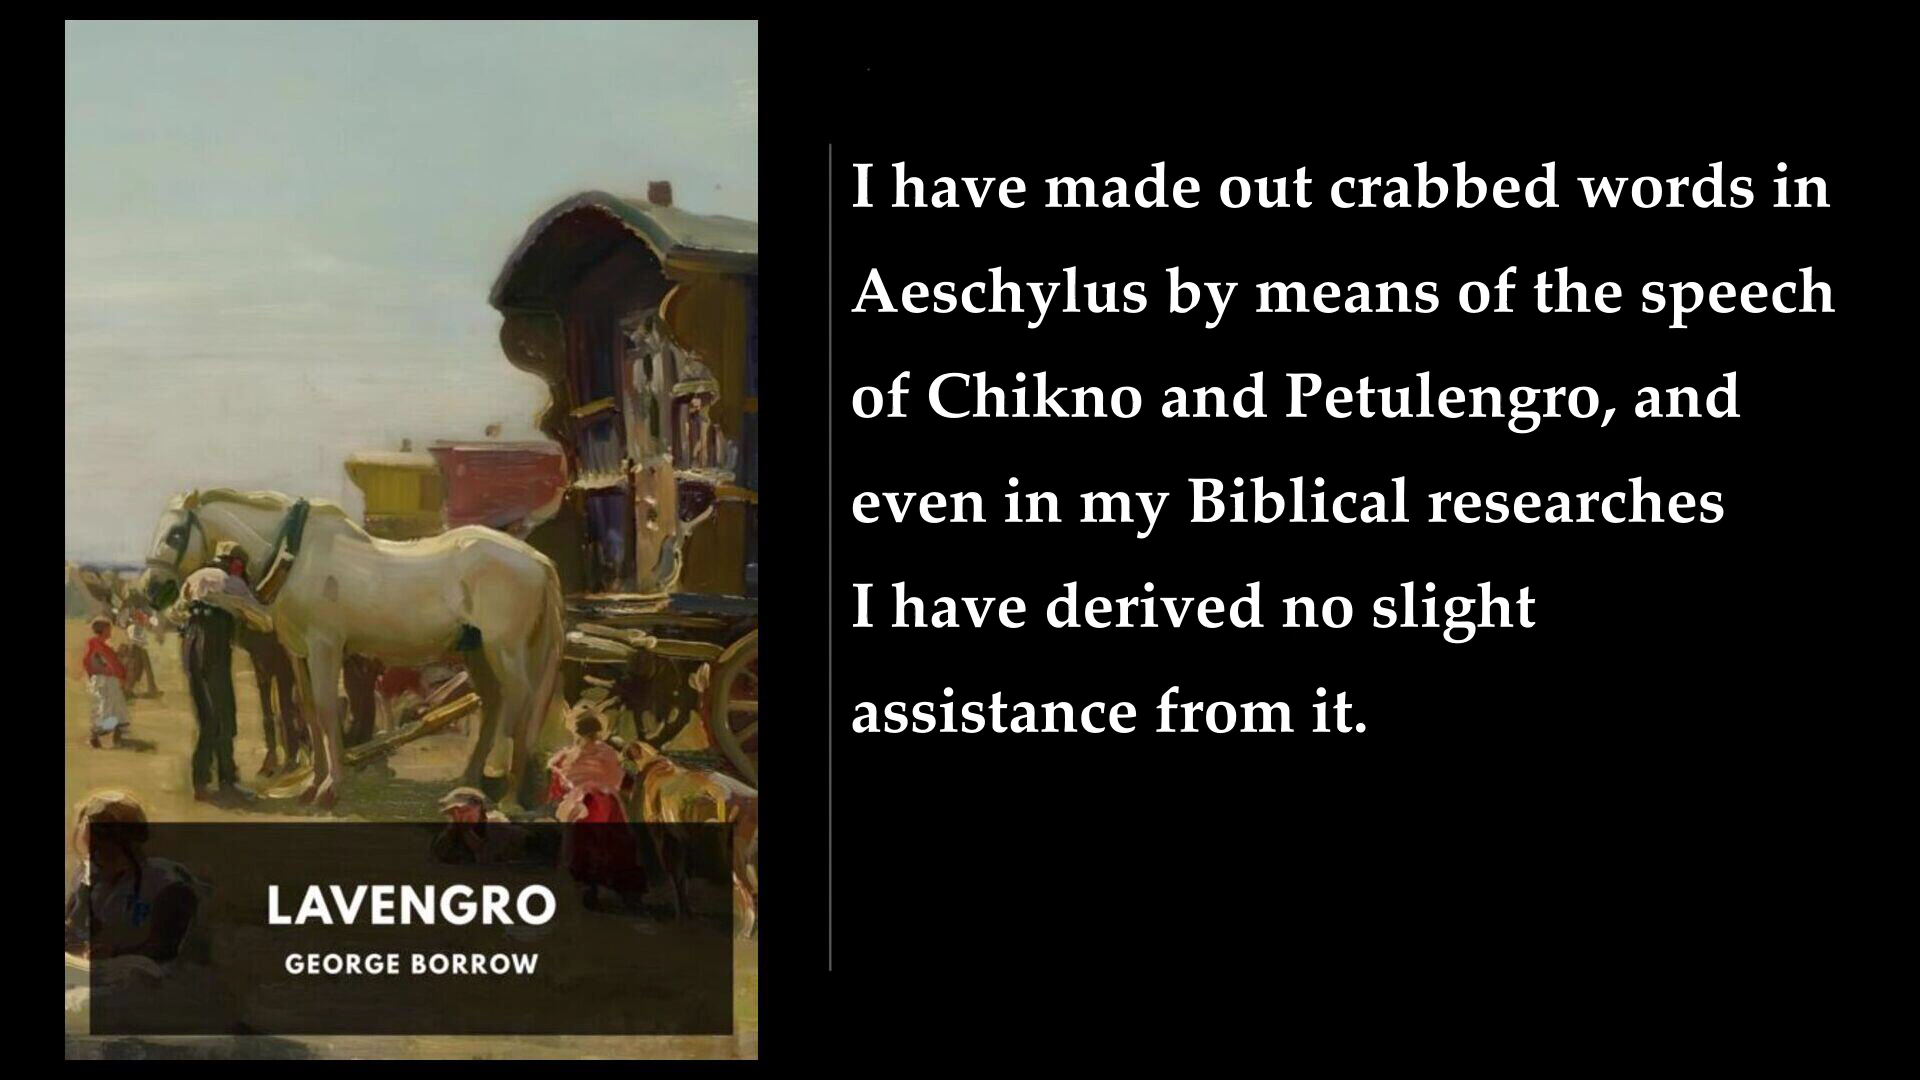 I have made out crabbed words in
Aeschylus by means of the speech
of Chikno and Petulengro, and
even in my Biblical researches
I have derived no slight
assistance from it.
LAVENGRO
GEORGE BORROW